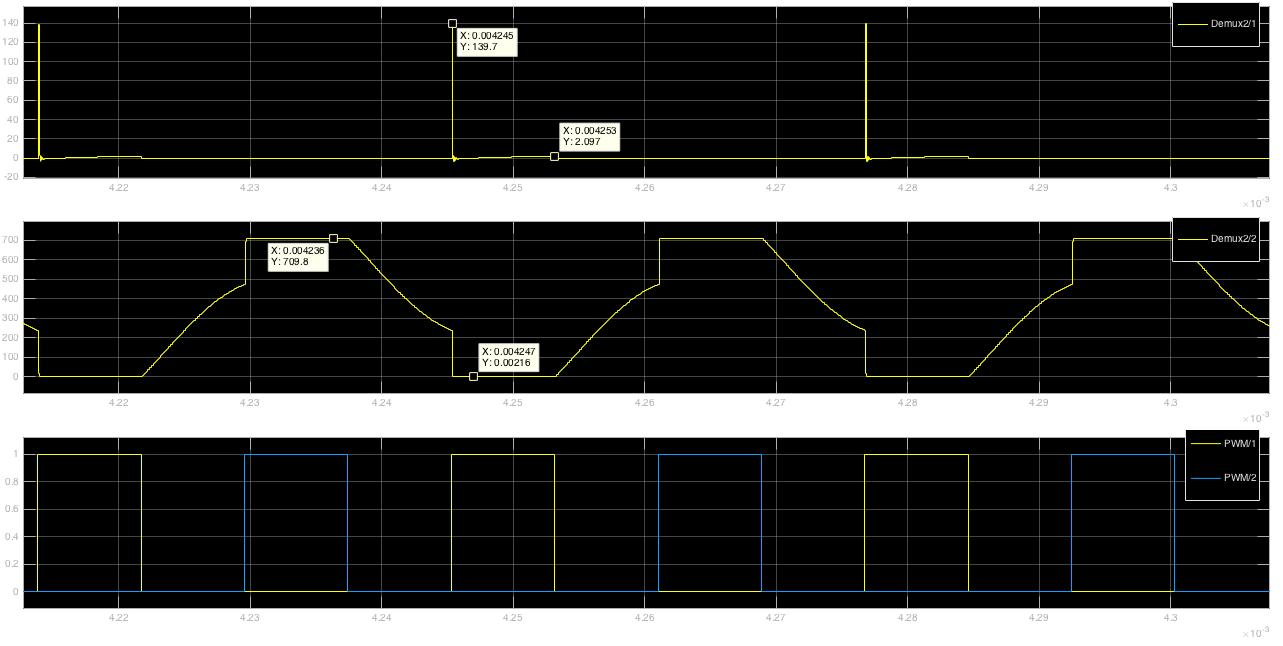 140
120
100
80
60
40
20
0
-20
Demux2/1
X: 0.004245
Y: 139.7
X: 0.004253
Y: 2.097
4.22 4.23 4.24 4.25 4.26 4.27 4.28 4.29 4.3
×10-3
700
600
500
400
300
200
100
0
Demux2/2
X: 0.004236
Y: 709.8
X: 0.004247
Y: 0.00216
4.22 4.23 4.24 4.25 4.26 4.27 4.28 4.29 4.3
×10-3
1
0.8
0.6
0.4
0.2
0
PWM/1
PWM/2
4.22 4.23 4.24 4.25 4.26 4.27 4.28 4.29 4.3
×10-3